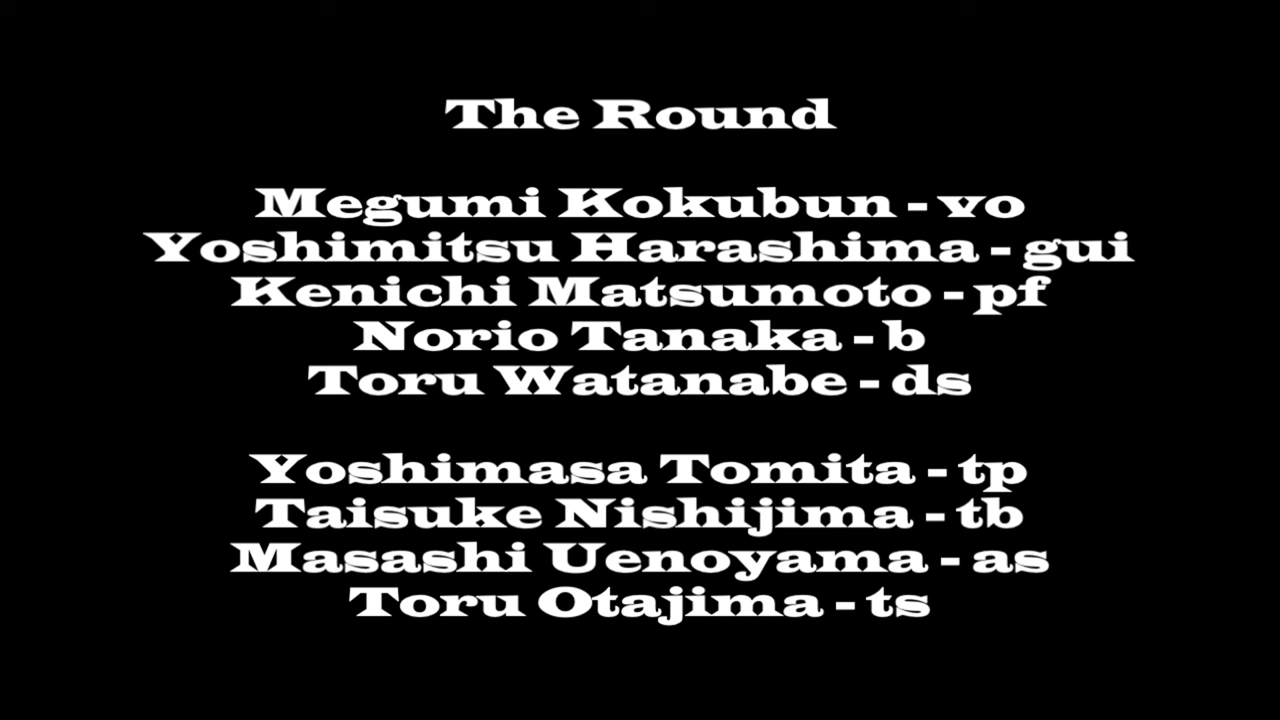 The Round
Megumi Kokubun - vo
Yoshimitsu Harashima - gui
Kenichi Matsumoto - pf
Norio Tanaka - b
Toru Watanabe - ds
Yoshimasa Tomita - tp
Taisuke Nishijima - tb
Masashi Uenoyama - as
Toru Otajima - ts